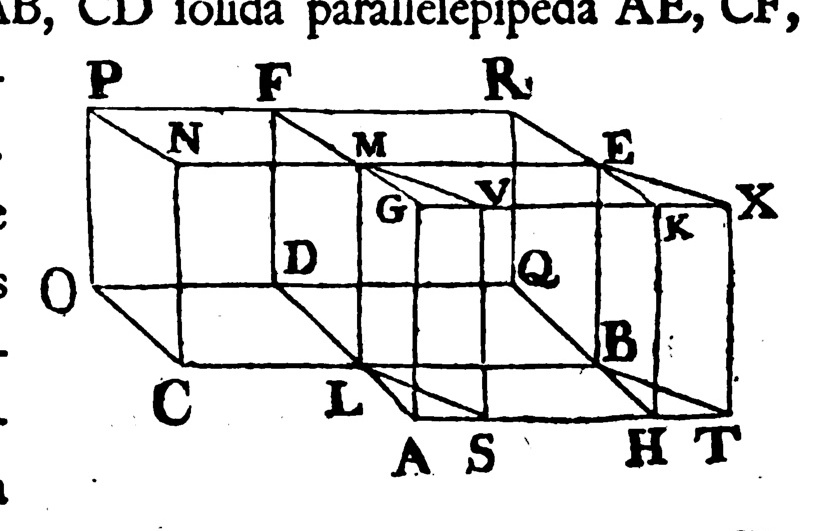 AB, CD ſolida parallelepipeda AE, CF,
P F R
N M E
G V K X
O D Q
B
C L
A S H T